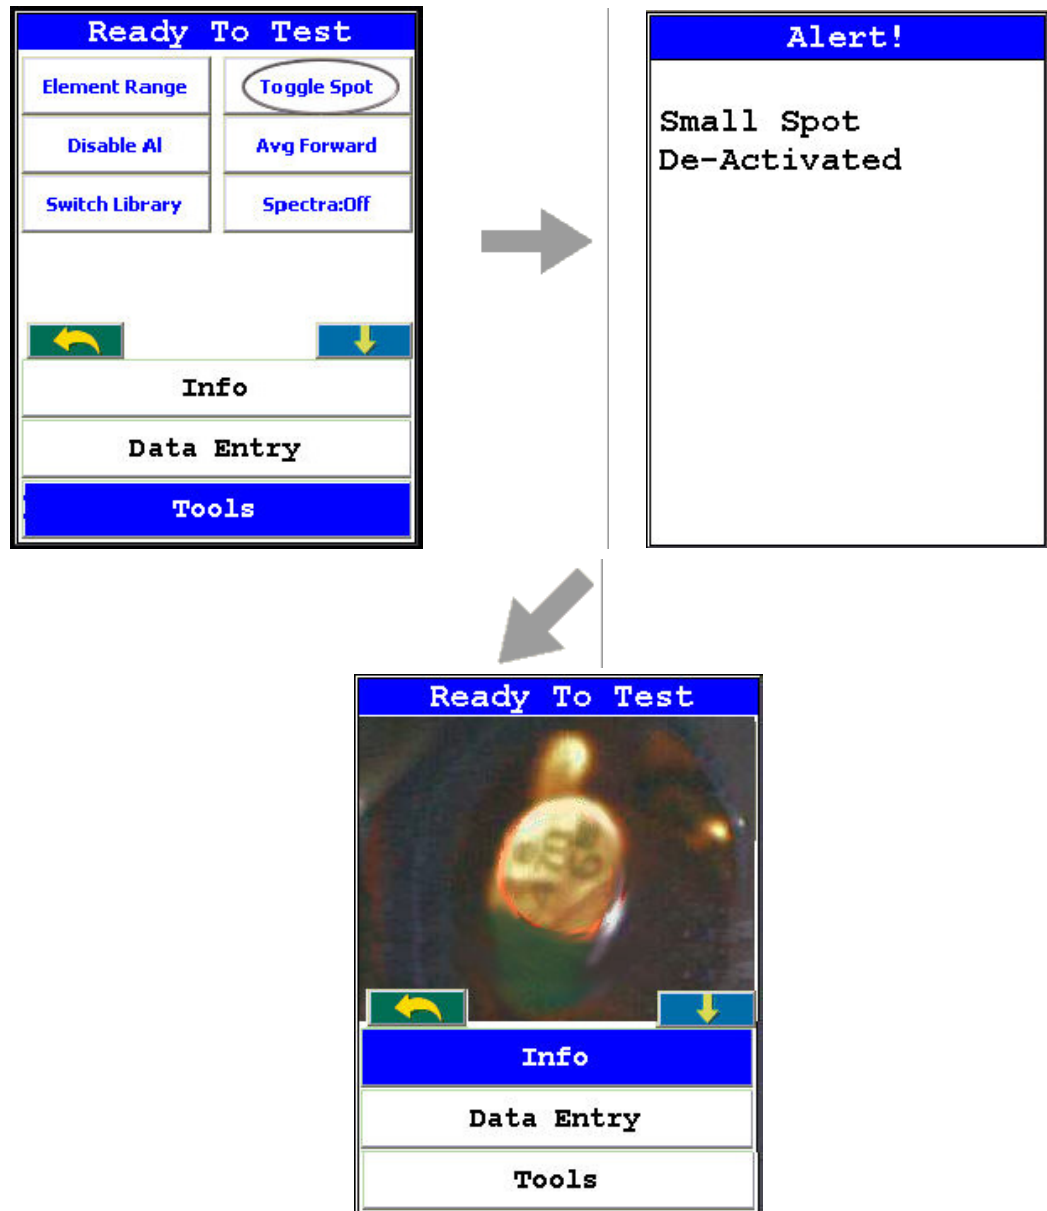 Ready To Test
Element Range
Toggle Spot
Disable Al
Avg Forward
Switch Library
Spectra:Off
Info
Data Entry
Tools
Alert!
Small Spot
De-Activated
Ready To Test
Info
Data Entry
Tools